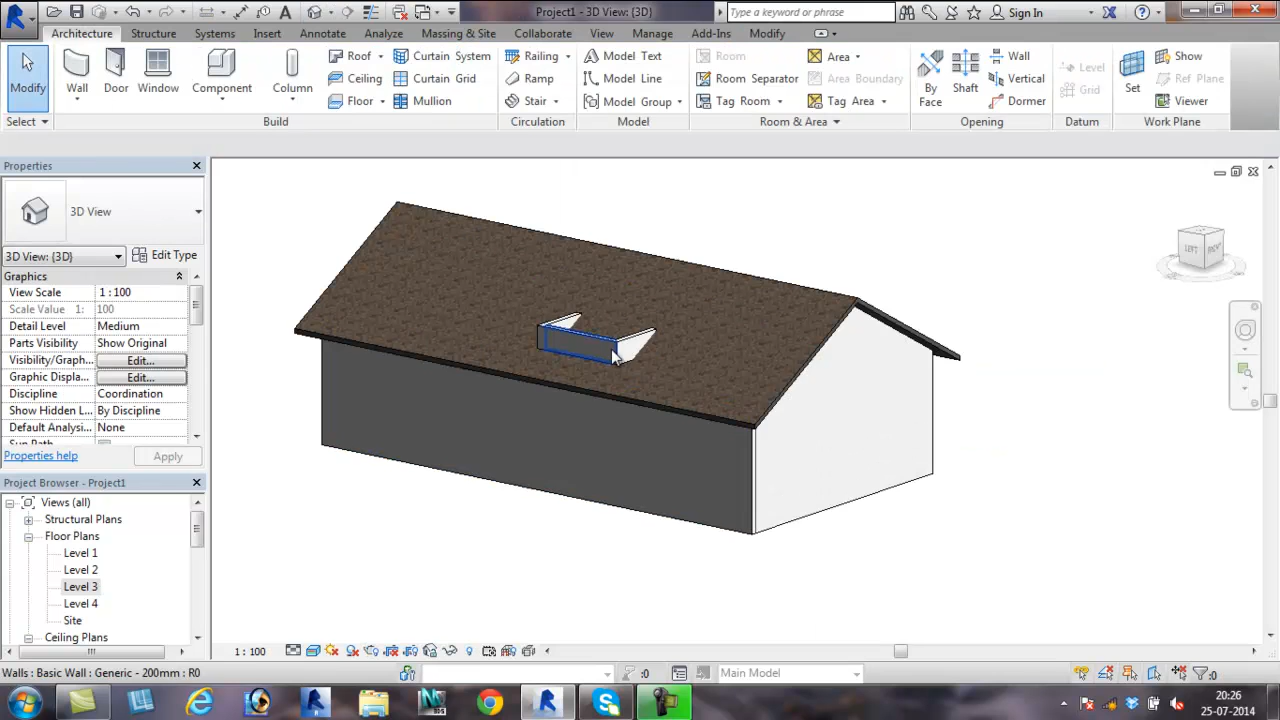 Project1 - 3D View: {3D}
Type a keyword or phrase
Sign In
Architecture
Structure
Systems
Insert
Annotate
Analyze
Massing & Site
Collaborate
View
Manage
Add-Ins
Modify
Modify
Wall
Door
Window
Component
Column
Roof
Ceiling
Floor
Curtain System
Curtain Grid
Mullion
Railing
Ramp
Stair
Model Text
Model Line
Model Group
Room
Room Separator
Tag Room
Area
Area Boundary
Tag Area
By
Face
Shaft
Wall
Vertical
Dormer
Level
Grid
Set
Show
Ref Plane
Viewer
Select
Build
Circulation
Model
Room & Area
Opening
Datum
Work Plane
Properties
3D View
3D View: {3D}
Edit Type
Graphics
View Scale 1 : 100
Scale Value 1: 100
Detail Level Medium
Parts Visibility Show Original
Visibility/Graph... Edit...
Graphic Displa... Edit...
Discipline Coordination
Show Hidden L... By Discipline
Default Analysi... None
Properties help
Apply
Project Browser - Project1
Views (all)
Structural Plans
Floor Plans
Level 1
Level 2
Level 3
Level 4
Site
Ceiling Plans
LEFT
1 : 100
Walls : Basic Wall : Generic - 200mm : R0
:0
Main Model
:0
20:26
25-07-2014